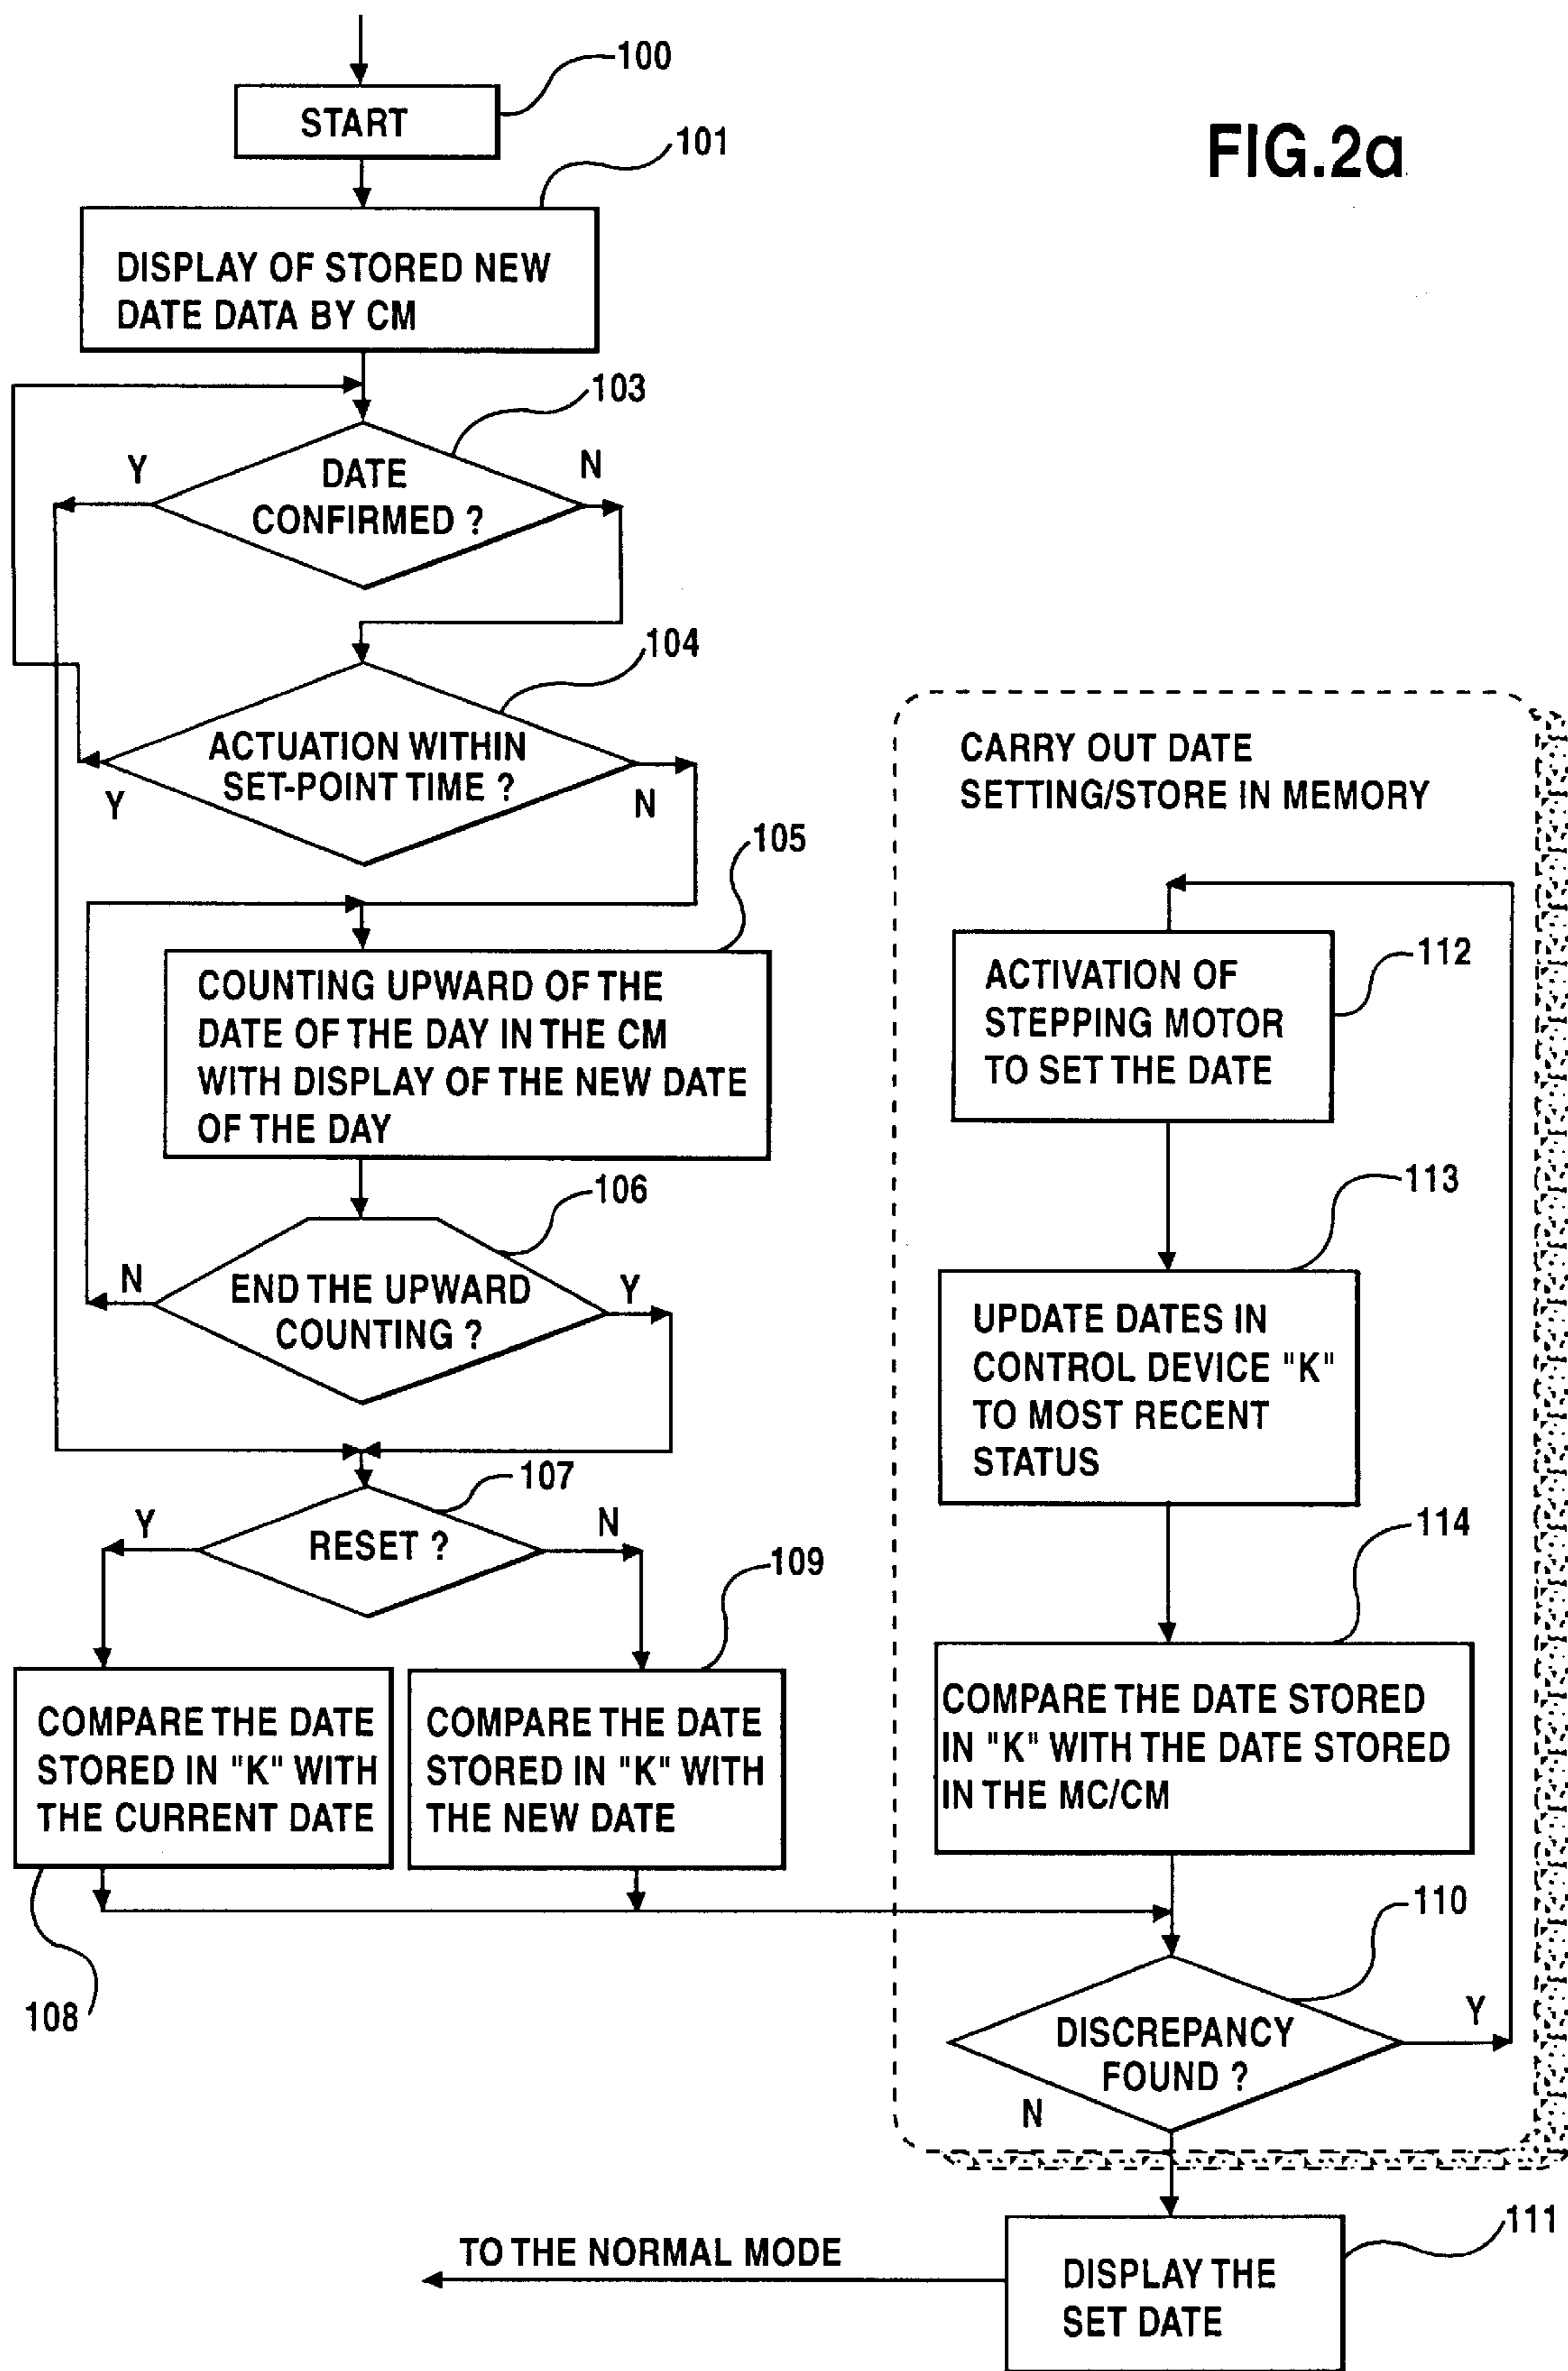 FIG.2a
100
START
101
DISPLAY OF STORED NEW
DATE DATA BY CM
103
DATE
CONFIRMED ?
Y
N
104
ACTUATION WITHIN
SET-POINT TIME ?
Y
N
105
COUNTING UPWARD OF THE
DATE OF THE DAY IN THE CM
WITH DISPLAY OF THE NEW DATE
OF THE DAY
106
END THE UPWARD
COUNTING ?
N
Y
107
RESET ?
Y
N
COMPARE THE DATE
STORED IN "K" WITH
THE CURRENT DATE
108
109
COMPARE THE DATE
STORED IN "K" WITH
THE NEW DATE
CARRY OUT DATE
SETTING/STORE IN MEMORY
112
ACTIVATION OF
STEPPING MOTOR
TO SET THE DATE
113
UPDATE DATES IN
CONTROL DEVICE "K"
TO MOST RECENT
STATUS
114
COMPARE THE DATE STORED
IN "K" WITH THE DATE STORED
IN THE MC/CM
110
DISCREPANCY
FOUND ?
Y
N
111
DISPLAY THE
SET DATE
TO THE NORMAL MODE